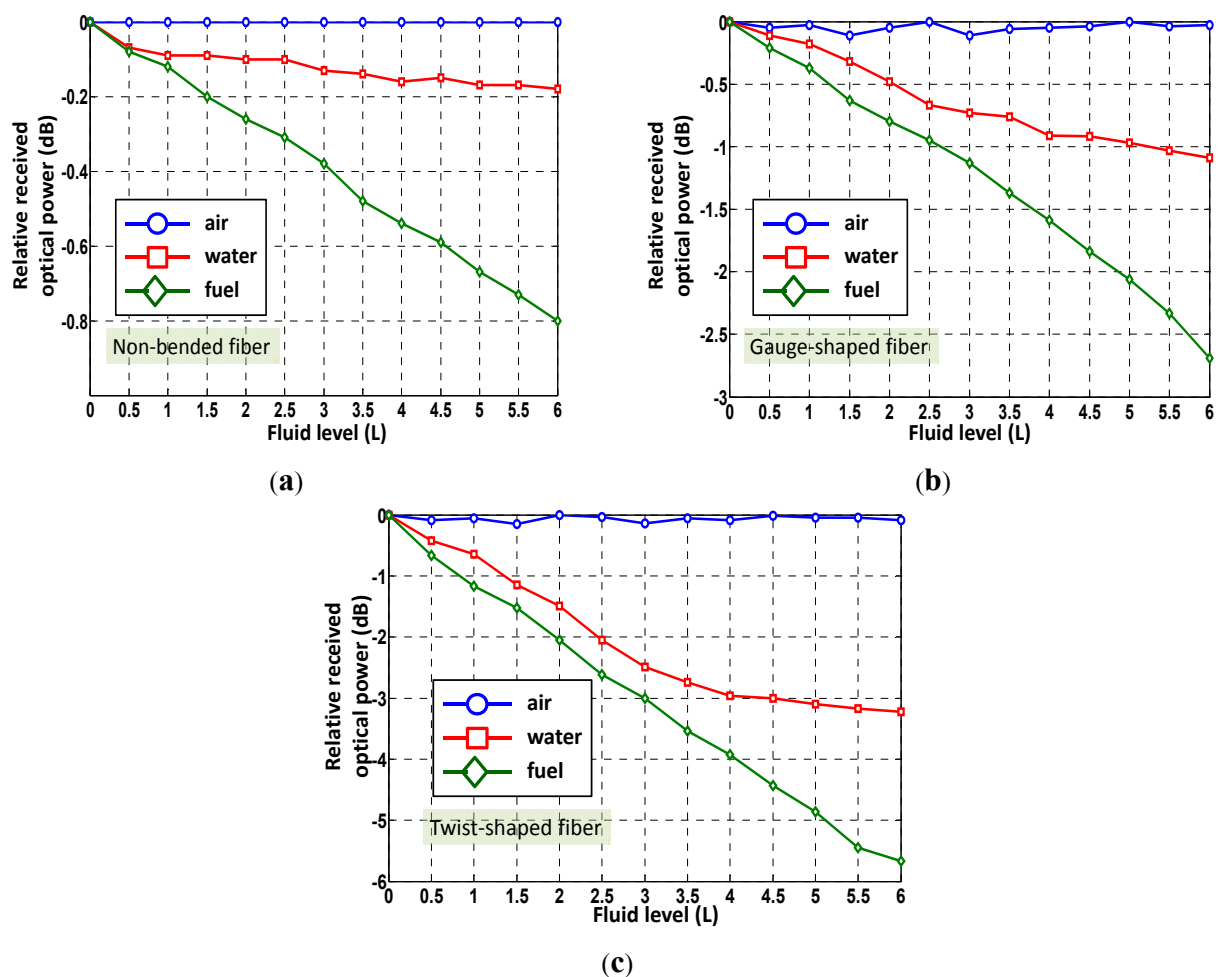 0
-0.2
-0.4
-0.6
-0.8
Relative received
optical power (dB)
air
water
fuel
Non-bended fiber
0 0.5 1 1.5 2 2.5 3 3.5 4 4.5 5 5.5 6
Fluid level (L)
(a)
0
-0.5
-1
-1.5
-2
-2.5
-3
Relative received
optical power (dB)
air
water
fuel
Gauge-shaped fiber
0 0.5 1 1.5 2 2.5 3 3.5 4 4.5 5 5.5 6
Fluid level (L)
(b)
0
-1
-2
-3
-4
-5
-6
Relative received
optical power (dB)
air
water
fuel
Twist-shaped fiber
0 0.5 1 1.5 2 2.5 3 3.5 4 4.5 5 5.5 6
Fluid level (L)
(c)